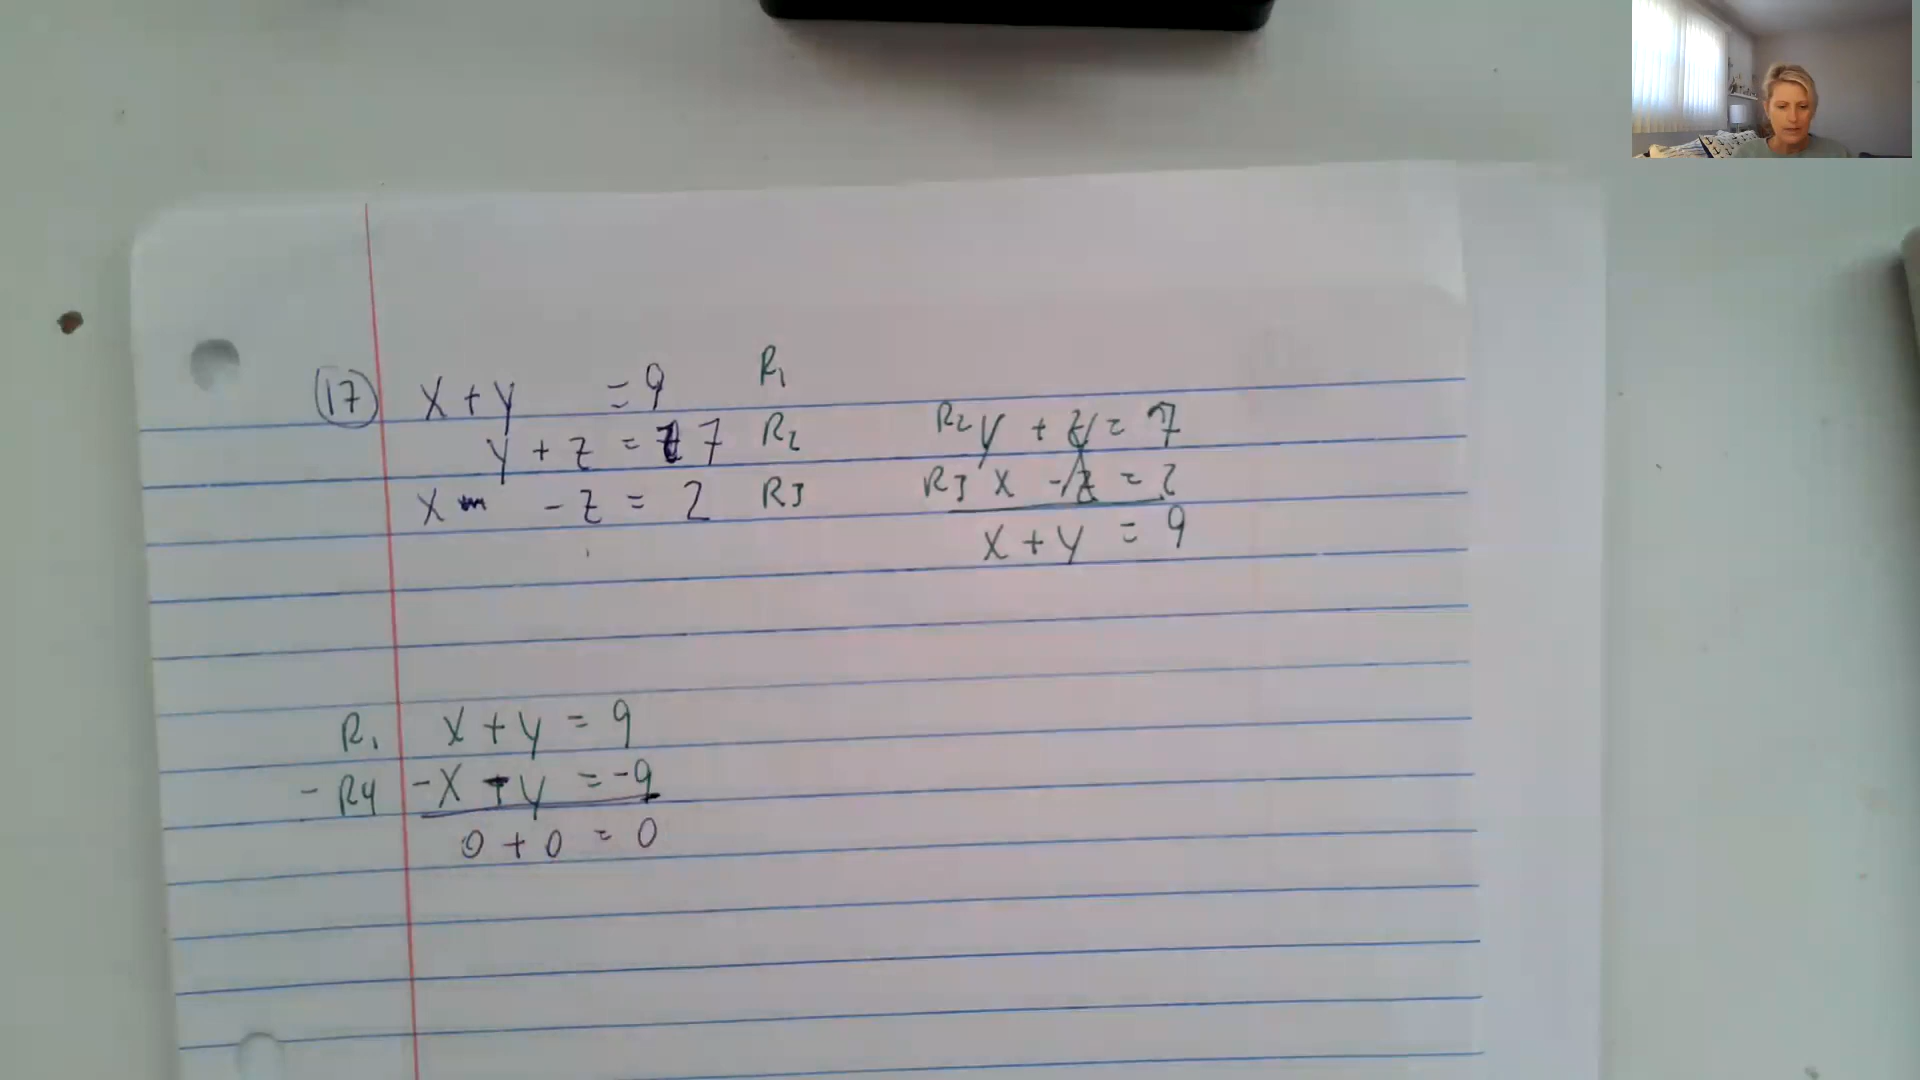 17 x + y = 9 R1
y + z = 7 R2
x - z = 2 R3
R2 y + z = 7
R3 x - z = 2
x + y = 9
R1 x + y = 9
- R4 -x - y = -9
0 + 0 = 0